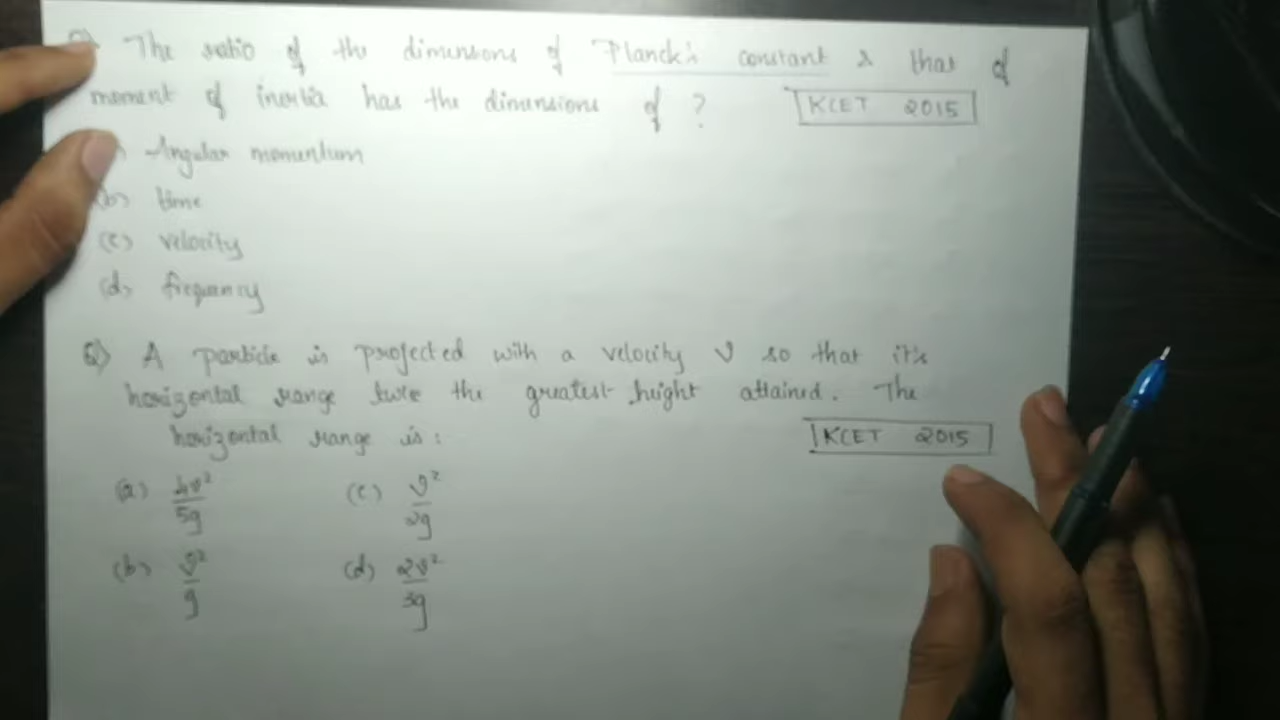 The ratio of the dimensons of Planck's constant & that of
moment of inertia has the dimensions of ? KCET 2015
Angular momentum
(b) time
(c) velocity
(d) frequency
Q) A particle is projected with a velocity v so that it's
horizontal range twice the greatest height attained. The
horizontal range is : KCET 2015
(a) 4v²/5g (c) v²/2g
(b) v²/g (d) 2v²/3g